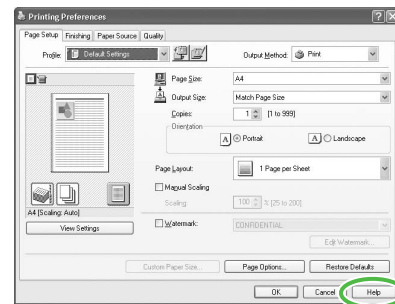 Printing Preferences
Page Setup Finishing Paper Source Quality
Profile: Default Settings Output Method: Print
Page Size: A4
Output Size: Match Page Size
Copies: 1 [1 to 999]
Orientation
A Portrait A Landscape
Page Layout: 1 Page per Sheet
Manual Scaling
Scaling: 100 % [25 to 200]
A4 [Scaling: Auto]
View Settings
Watermark: CONFIDENTIAL
Edit Watermark...
Custom Paper Size... Page Options... Restore Defaults
OK Cancel Help